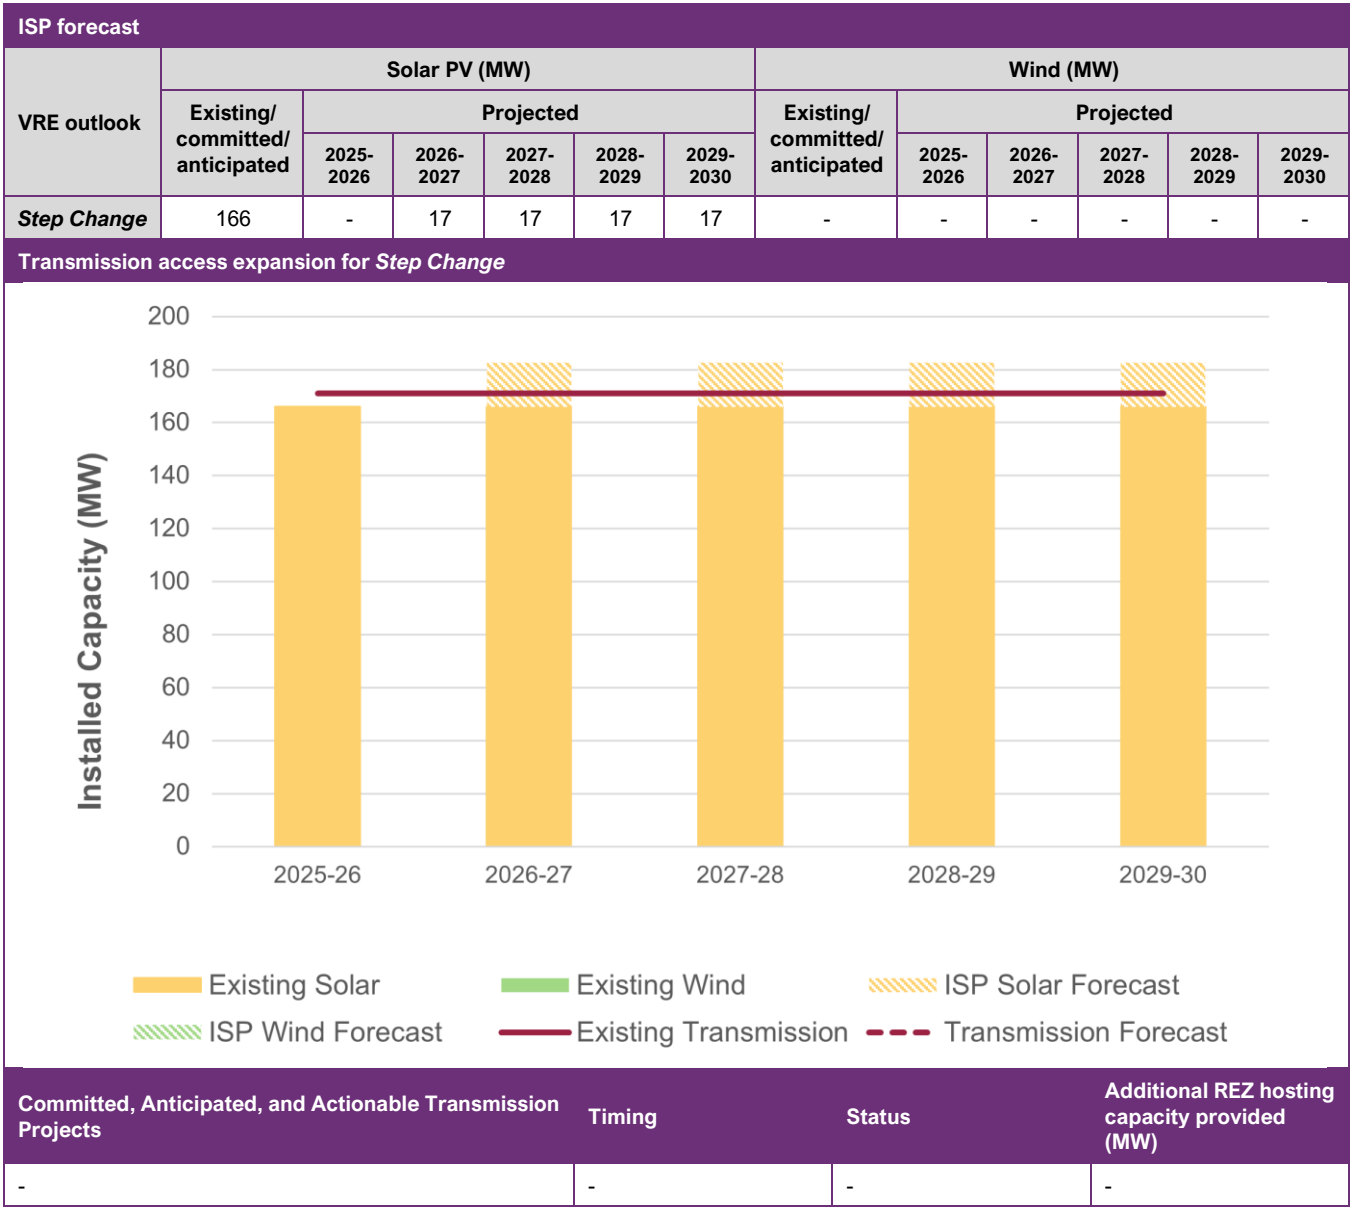 ISP forecast
VRE outlook
Solar PV (MW)
Wind (MW)
Existing/
committed/
anticipated
Projected
Existing/
committed/
anticipated
Projected
2025-
2026
2026-
2027
2027-
2028
2028-
2029
2029-
2030
2025-
2026
2026-
2027
2027-
2028
2028-
2029
2029-
2030
Step Change 166 - 17 17 17 17 - - - - - -
Transmission access expansion for Step Change
Installed Capacity (MW)
200
180
160
140
120
100
80
60
40
20
0
2025-26 2026-27 2027-28 2028-29 2029-30
Existing Solar Existing Wind ISP Solar Forecast
ISP Wind Forecast Existing Transmission Transmission Forecast
Committed, Anticipated, and Actionable Transmission
Projects
Timing
Status
Additional REZ hosting
capacity provided
(MW)
- - - -